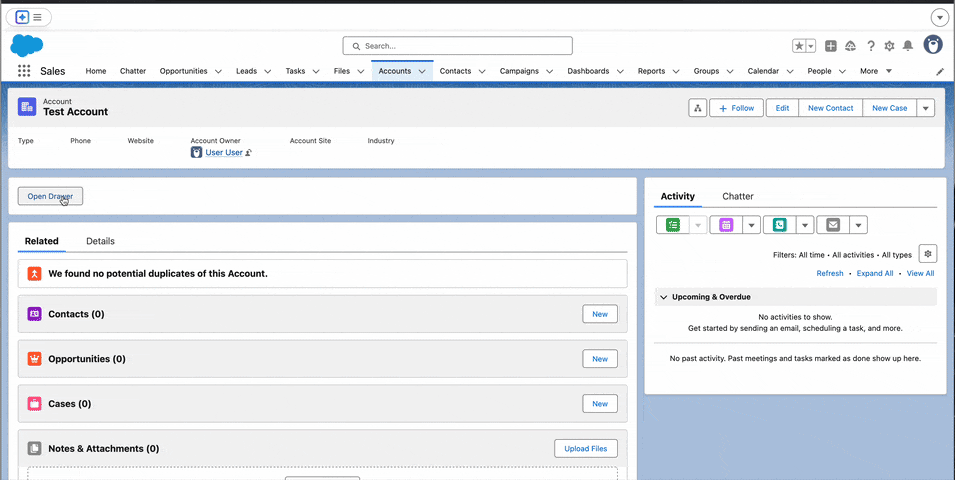 Search...
Sales Home Chatter Opportunities Leads Tasks Files Accounts Contacts Campaigns Dashboards Reports Groups Calendar People More
Account
Test Account
Follow Edit New Contact New Case
Type Phone Website Account Owner Account Site Industry
User User
Open Drawer
Related Details
We found no potential duplicates of this Account.
Contacts (0) New
Opportunities (0) New
Cases (0) New
Notes & Attachments (0) Upload Files
Activity Chatter
Filters: All time • All activities • All types
Refresh • Expand All • View All
Upcoming & Overdue
No activities to show.
Get started by sending an email, scheduling a task, and more.
No past activity. Past meetings and tasks marked as done show up here.